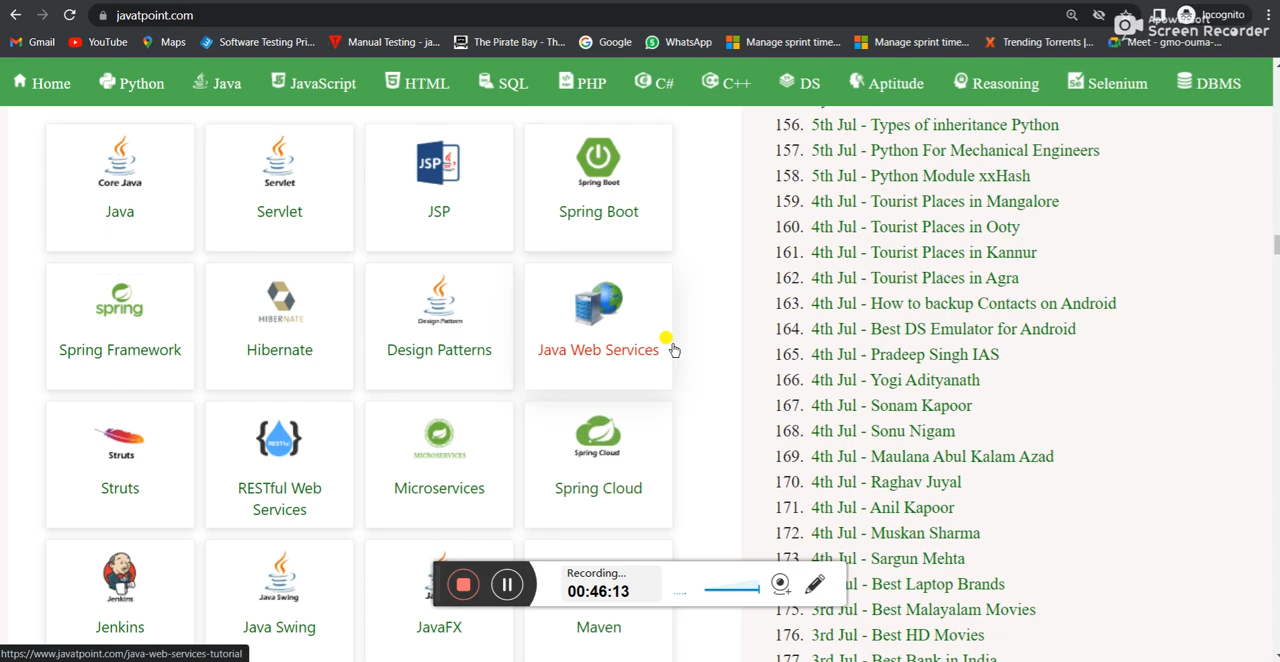 javatpoint.com
Incognito
Apowersoft
Screen Recorder
Gmail
YouTube
Maps
Software Testing Pri...
Manual Testing - ja...
The Pirate Bay - Th...
Google
WhatsApp
Manage sprint time...
Manage sprint time...
Trending Torrents |...
Meet - gmo-ouma-...
Home
Python
Java
JavaScript
HTML
SQL
PHP
C#
C++
DS
Aptitude
Reasoning
Selenium
DBMS
Core Java
Java
Servlet
Servlet
JSP
JSP
Spring Boot
Spring Boot
spring
Spring Framework
HIBERNATE
Hibernate
Design Pattern
Design Patterns
Java Web Services
Struts
Struts
RESTful
RESTful Web
Services
MICROSERVICES
Microservices
Spring Cloud
Spring Cloud
Jenkins
Jenkins
Java Swing
Java Swing
JavaFX
Maven
156. 5th Jul - Types of inheritance Python
157. 5th Jul - Python For Mechanical Engineers
158. 5th Jul - Python Module xxHash
159. 4th Jul - Tourist Places in Mangalore
160. 4th Jul - Tourist Places in Ooty
161. 4th Jul - Tourist Places in Kannur
162. 4th Jul - Tourist Places in Agra
163. 4th Jul - How to backup Contacts on Android
164. 4th Jul - Best DS Emulator for Android
165. 4th Jul - Pradeep Singh IAS
166. 4th Jul - Yogi Adityanath
167. 4th Jul - Sonam Kapoor
168. 4th Jul - Sonu Nigam
169. 4th Jul - Maulana Abul Kalam Azad
170. 4th Jul - Raghav Juyal
171. 4th Jul - Anil Kapoor
172. 4th Jul - Muskan Sharma
173. 4th Jul - Sargun Mehta
Jul - Best Laptop Brands
175. 3rd Jul - Best Malayalam Movies
176. 3rd Jul - Best HD Movies
177. 3rd Jul - Best Bank in India
Recording...
00:46:13
https://www.javatpoint.com/java-web-services-tutorial